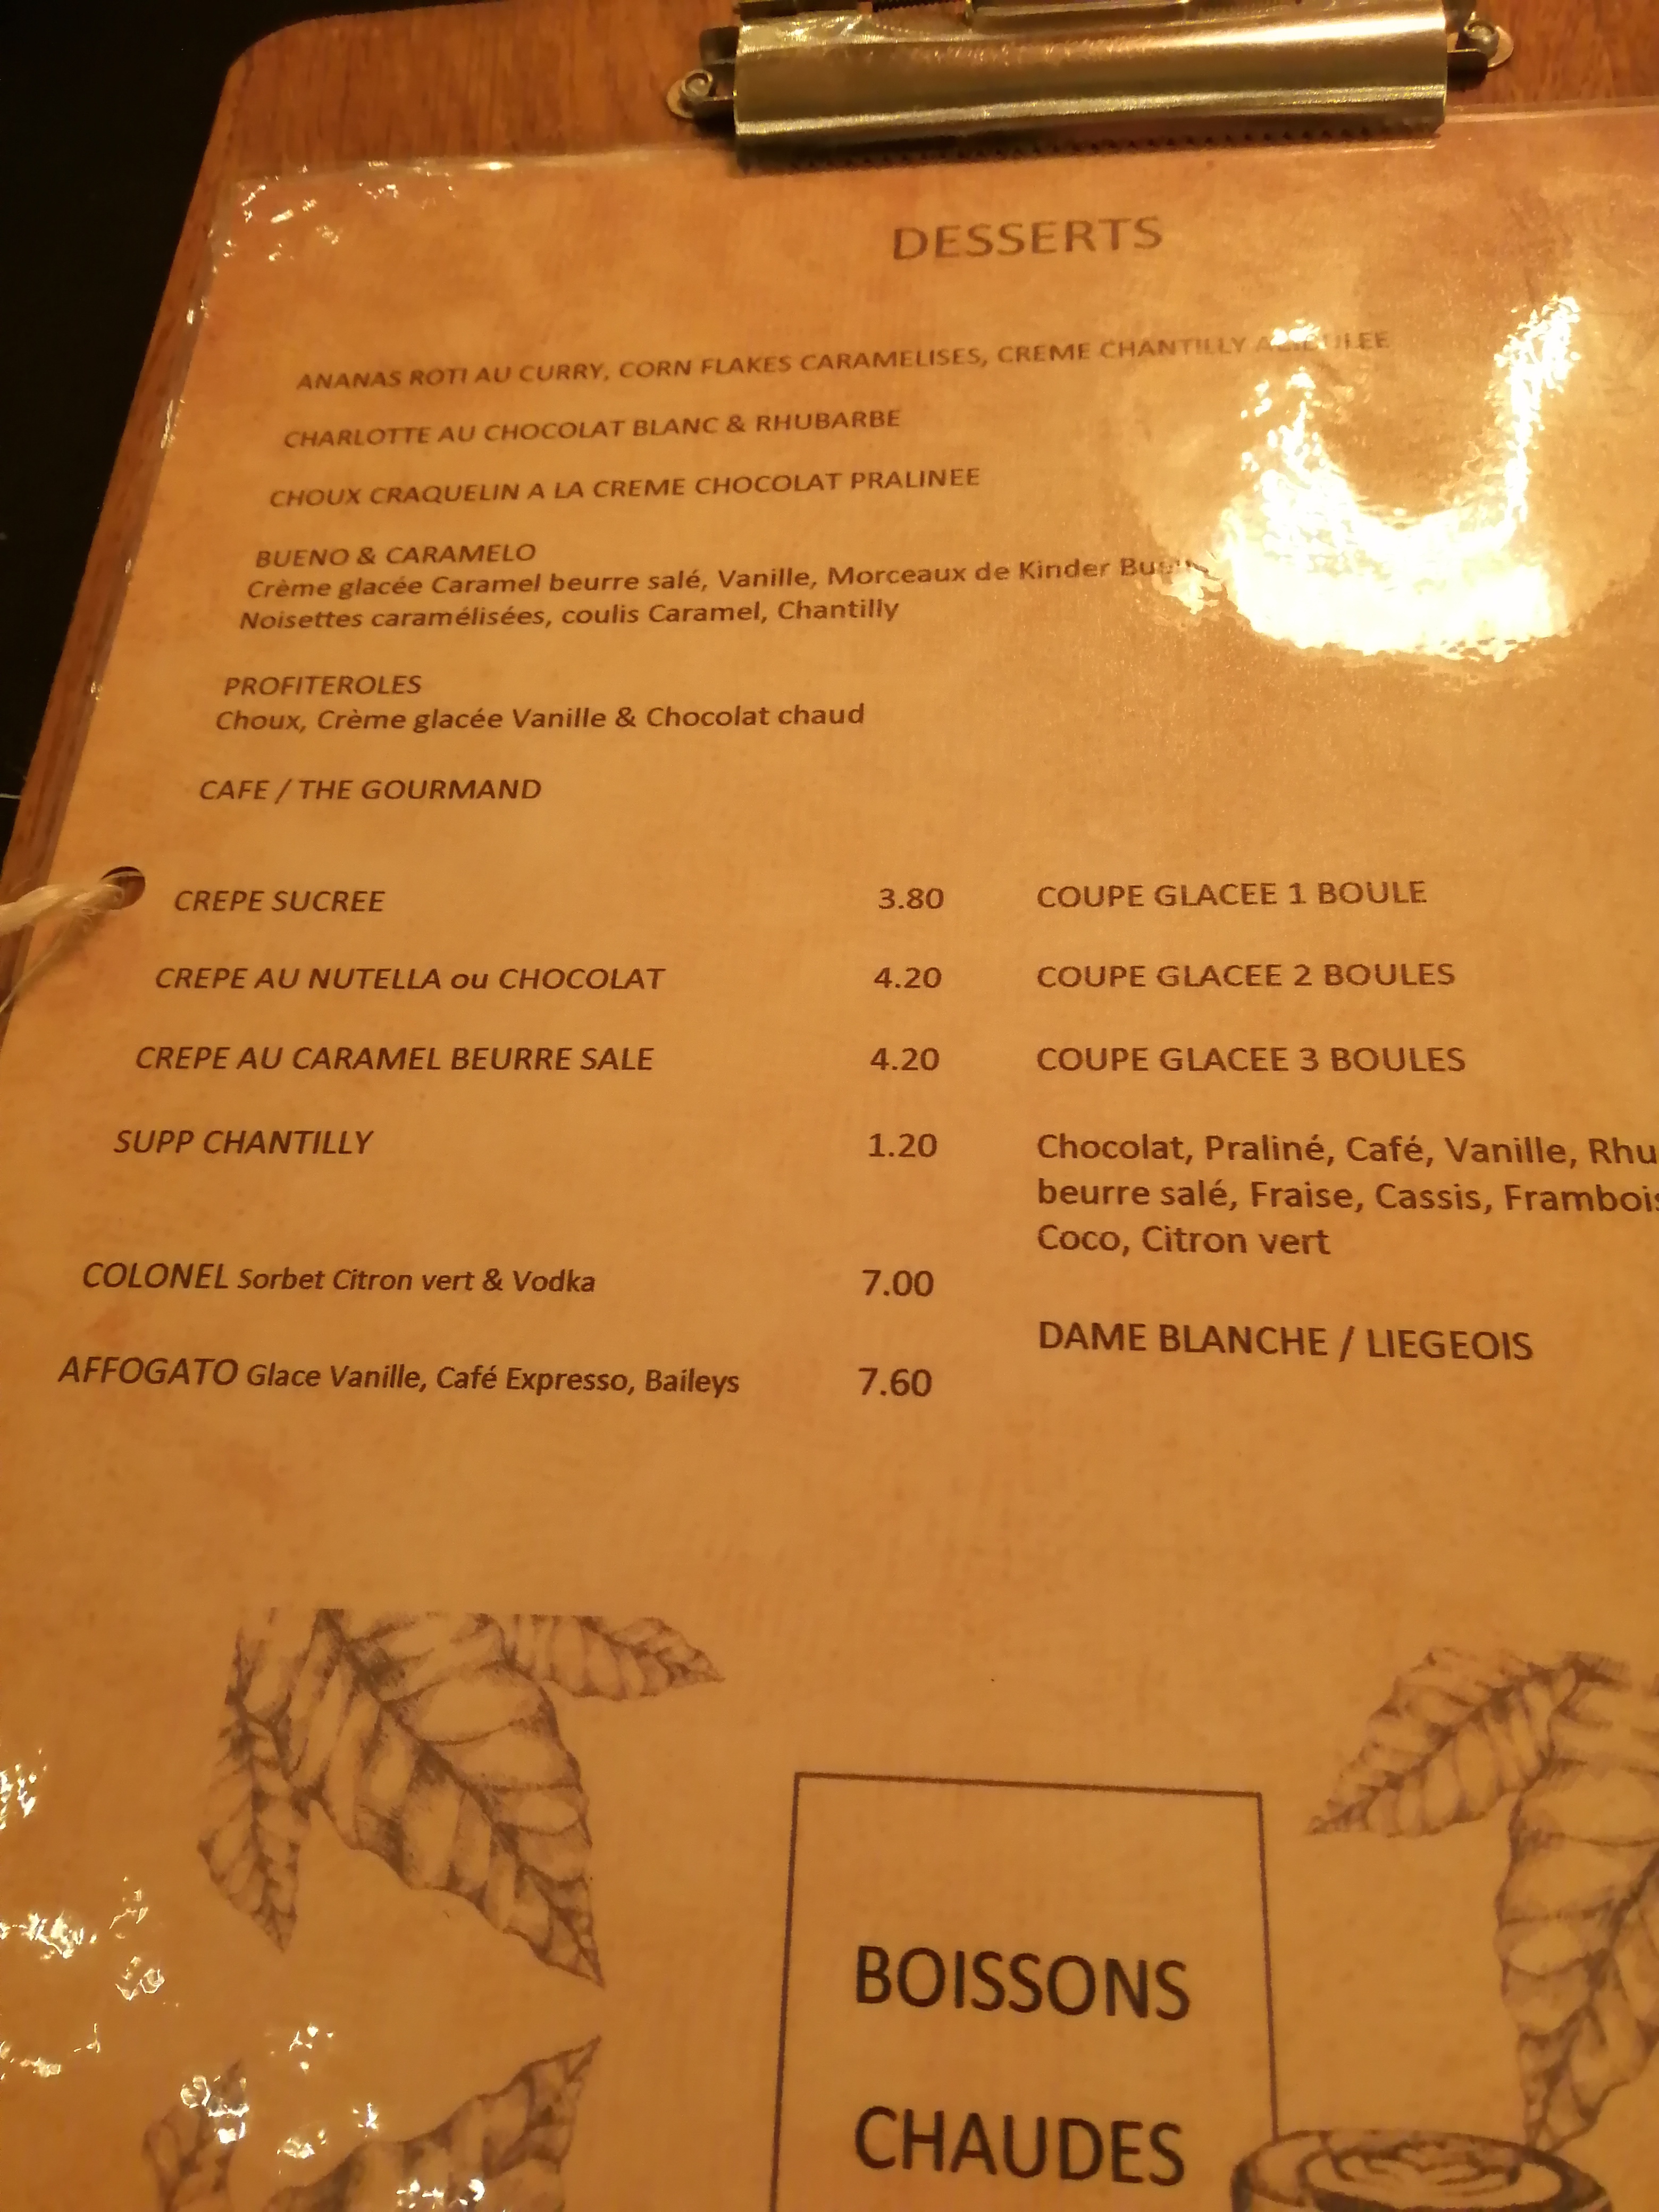 DESSERTS
ANANAS ROTI AU CURRY, CORN FLAKES CARAMELISES, CREME CHANTILLY
CHARLOTTE AU CHOCOLAT BLANC & RHUBARBE
CHOUX CRAQUELIN A LA CREME CHOCOLAT PRALINEE
BUENO & CARAMELO
Crème glacée Caramel beurre salé, Vanille, Morceaux de Kinder
Noisettes caramélisées, coulis Caramel, Chantilly
PROFITEROLES
Choux, Crème glacée Vanille & Chocolat chaud
CAFE / THE GOURMAND
CREPE SUCREE 3.80
CREPE AU NUTELLA ou CHOCOLAT 4.20
CREPE AU CARAMEL BEURRE SALE 4.20
SUPP CHANTILLY 1.20
COLONEL Sorbet Citron vert & Vodka 7.00
AFFOGATO Glace Vanille, Café Expresso, Baileys 7.60
COUPE GLACEE 1 BOULE
COUPE GLACEE 2 BOULES
COUPE GLACEE 3 BOULES
Chocolat, Praliné, Café, Vanille,
beurre salé, Fraise, Cassis,
Coco, Citron vert
DAME BLANCHE / LIEGEOIS
BOISSONS
CHAUDES